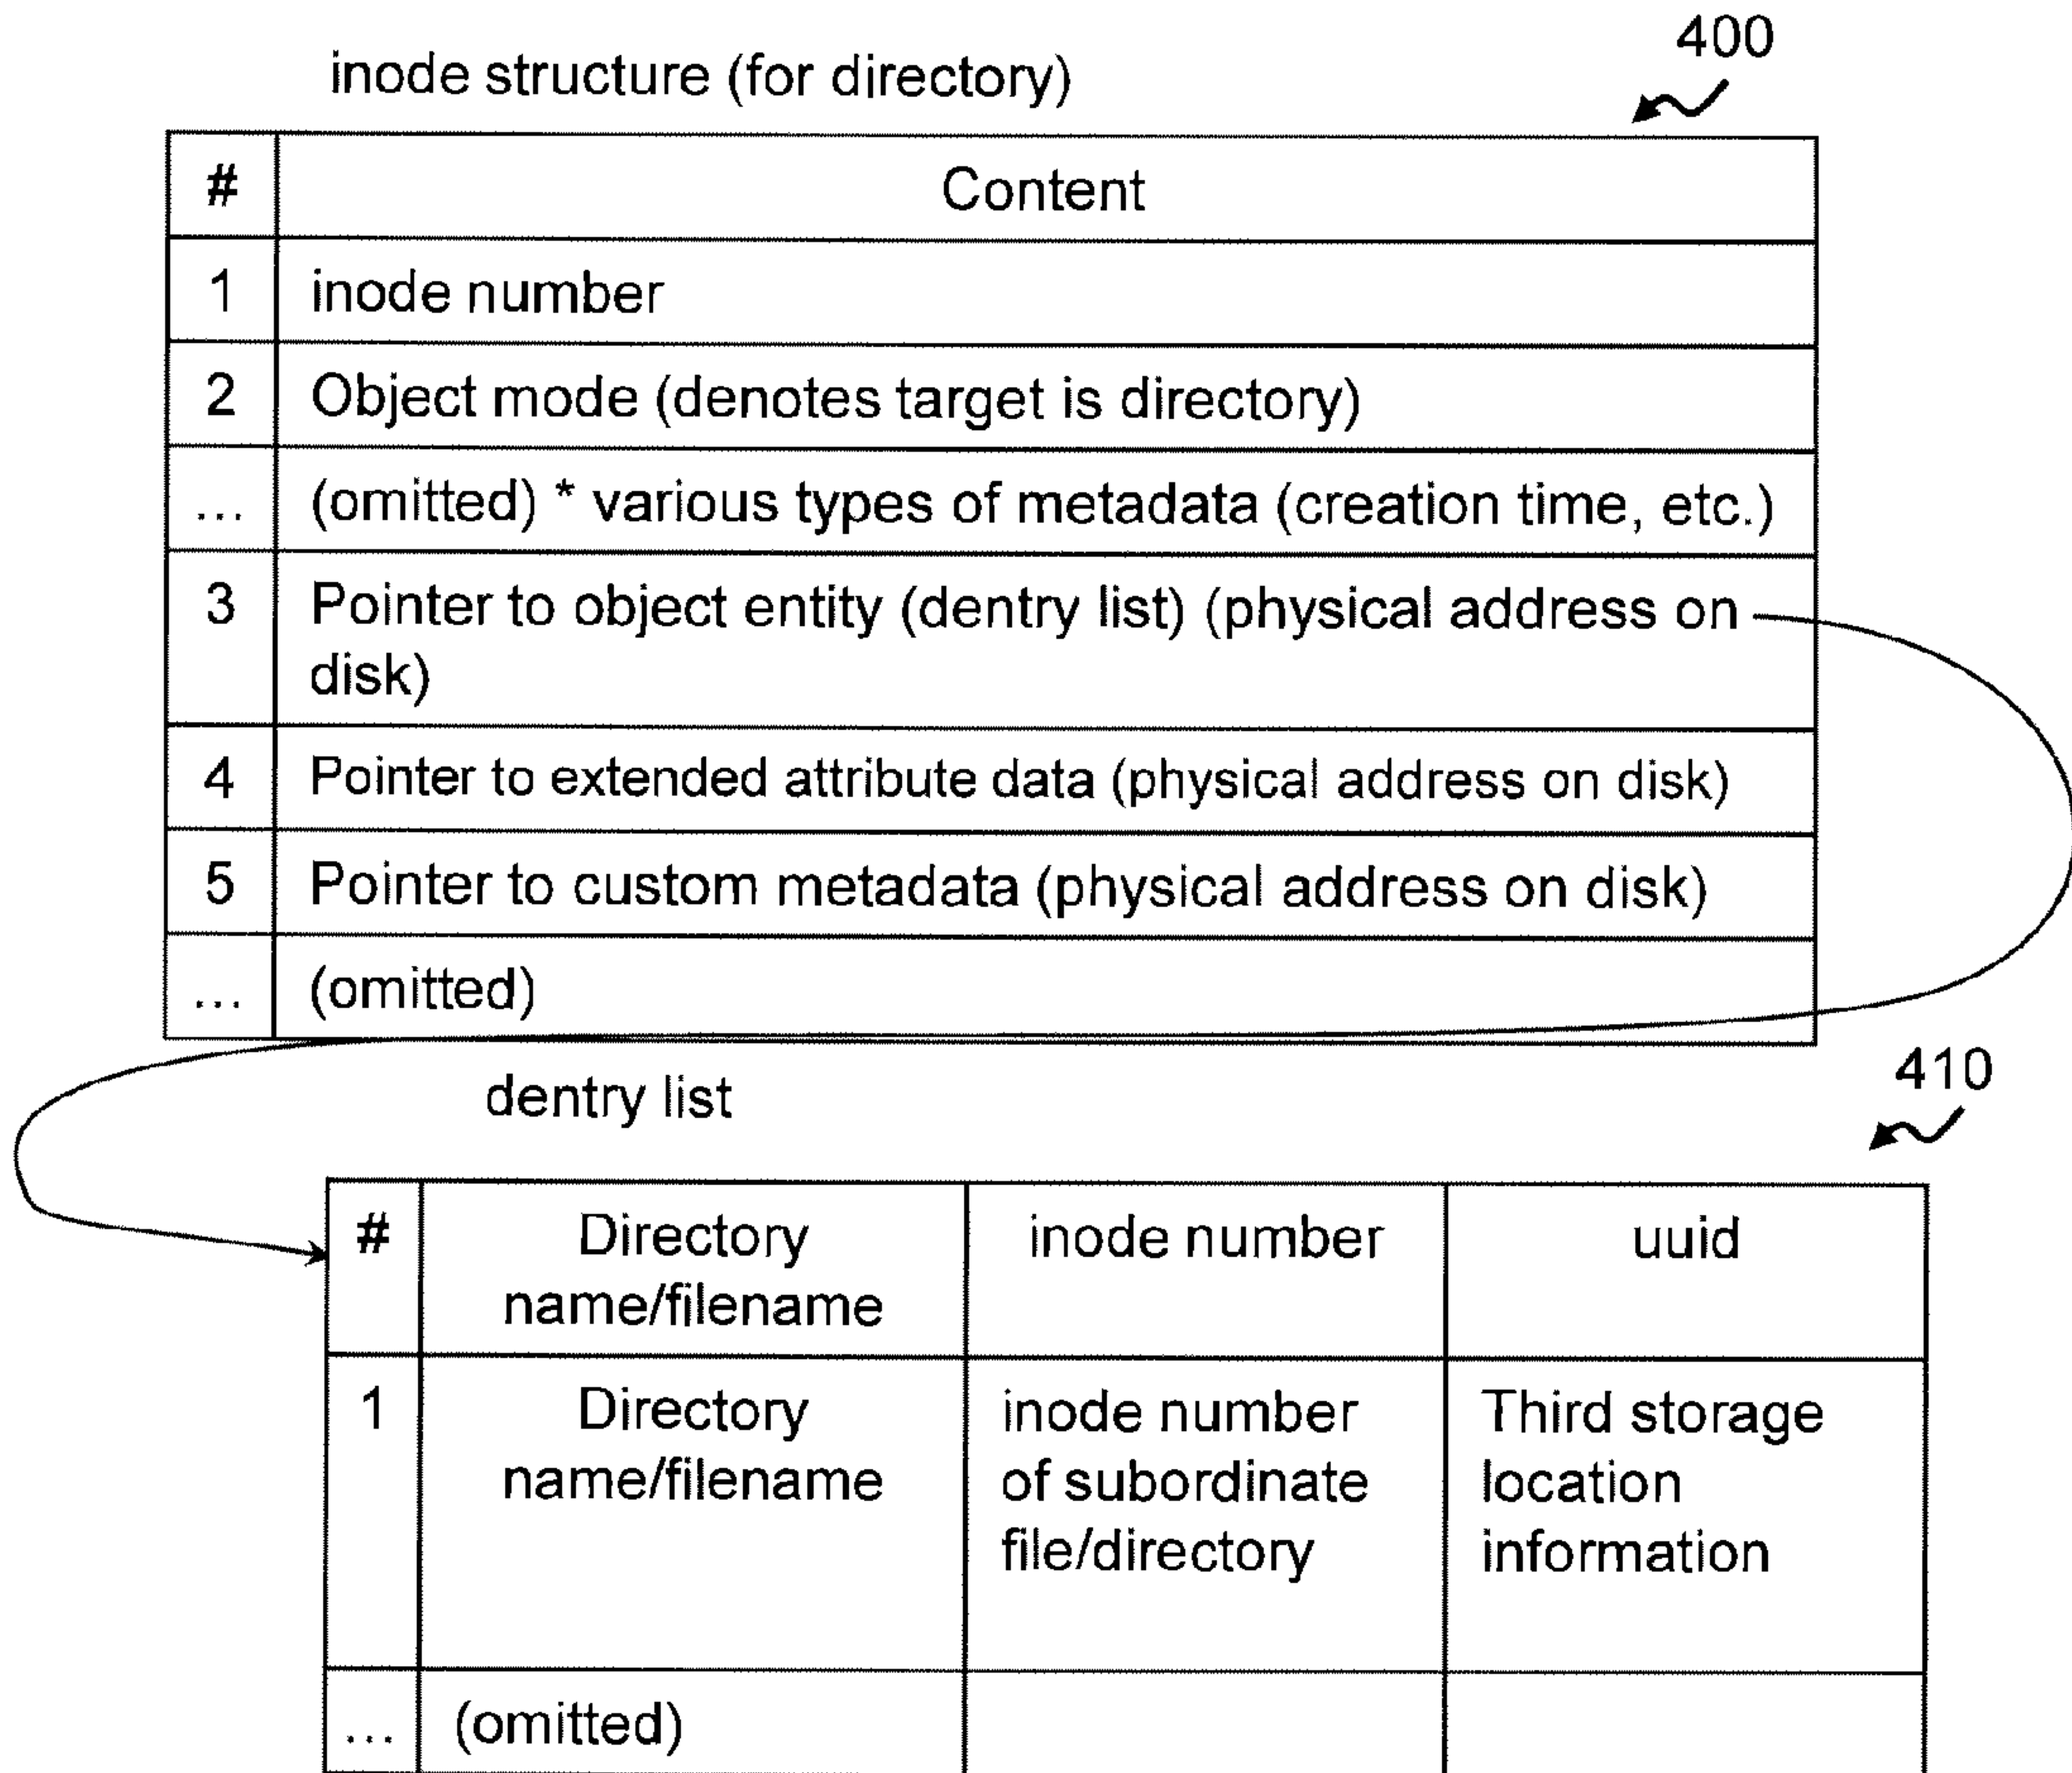 400
inode structure (for directory)
# Content
1 inode number
2 Object mode (denotes target is directory)
... (omitted) * various types of metadata (creation time, etc.)
3 Pointer to object entity (dentry list) (physical address on
disk)
4 Pointer to extended attribute data (physical address on disk)
5 Pointer to custom metadata (physical address on disk)
... (omitted)
410
dentry list
# Directory inode number uuid
name/filename
1 Directory inode number Third storage
name/filename of subordinate location
file/directory information
... (omitted)